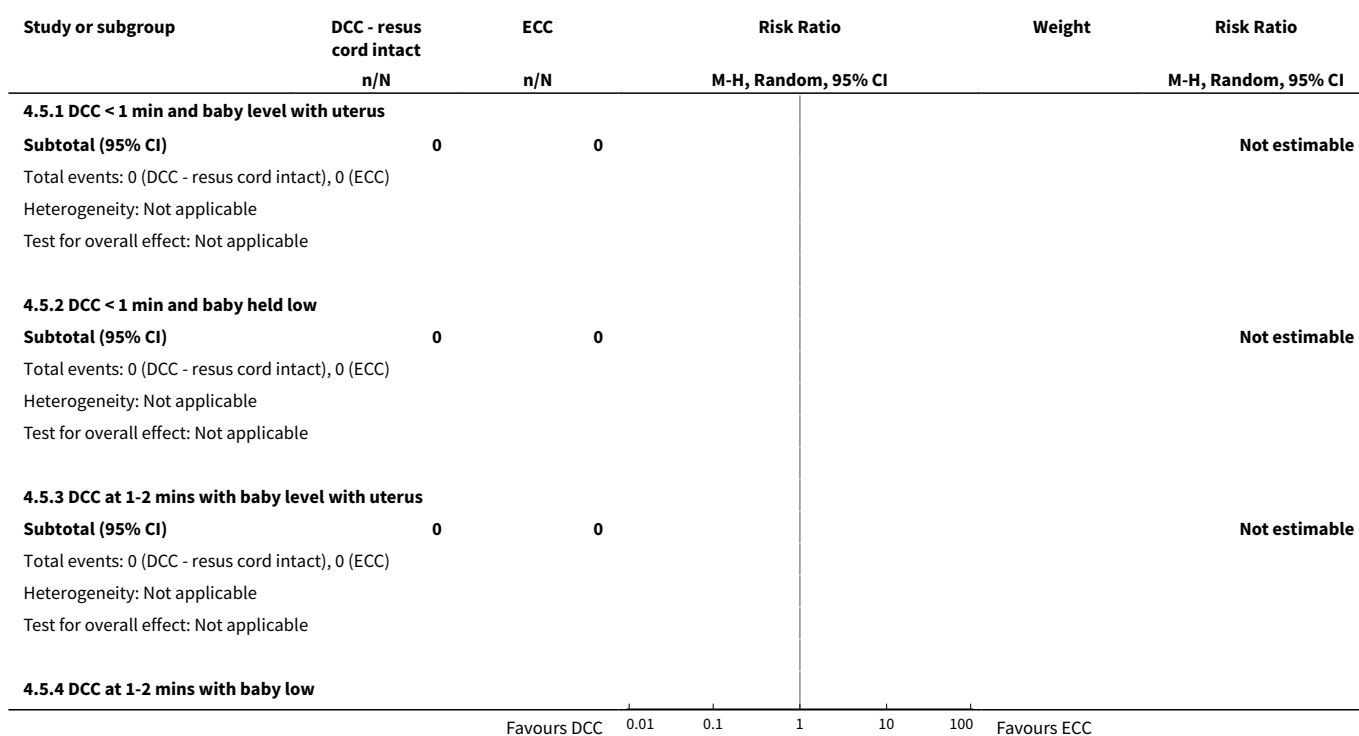 Study or subgroup DCC - resus cord intact ECC Risk Ratio Weight Risk Ratio
n/N n/N M-H, Random, 95% CI M-H, Random, 95% CI
4.5.1 DCC < 1 min and baby level with uterus
Subtotal (95% CI) 0 0 Not estimable
Total events: 0 (DCC - resus cord intact), 0 (ECC)
Heterogeneity: Not applicable
Test for overall effect: Not applicable
4.5.2 DCC < 1 min and baby held low
Subtotal (95% CI) 0 0 Not estimable
Total events: 0 (DCC - resus cord intact), 0 (ECC)
Heterogeneity: Not applicable
Test for overall effect: Not applicable
4.5.3 DCC at 1-2 mins with baby level with uterus
Subtotal (95% CI) 0 0 Not estimable
Total events: 0 (DCC - resus cord intact), 0 (ECC)
Heterogeneity: Not applicable
Test for overall effect: Not applicable
4.5.4 DCC at 1-2 mins with baby low
Favours DCC 0.01 0.1 1 10 100 Favours ECC